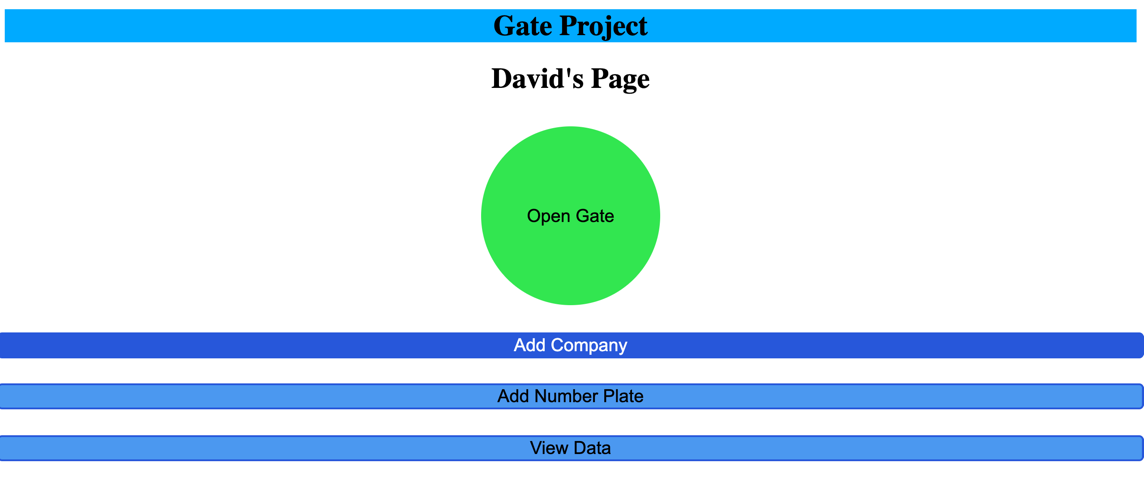 Gate Project
David's Page
Open Gate
Add Company
Add Number Plate
View Data